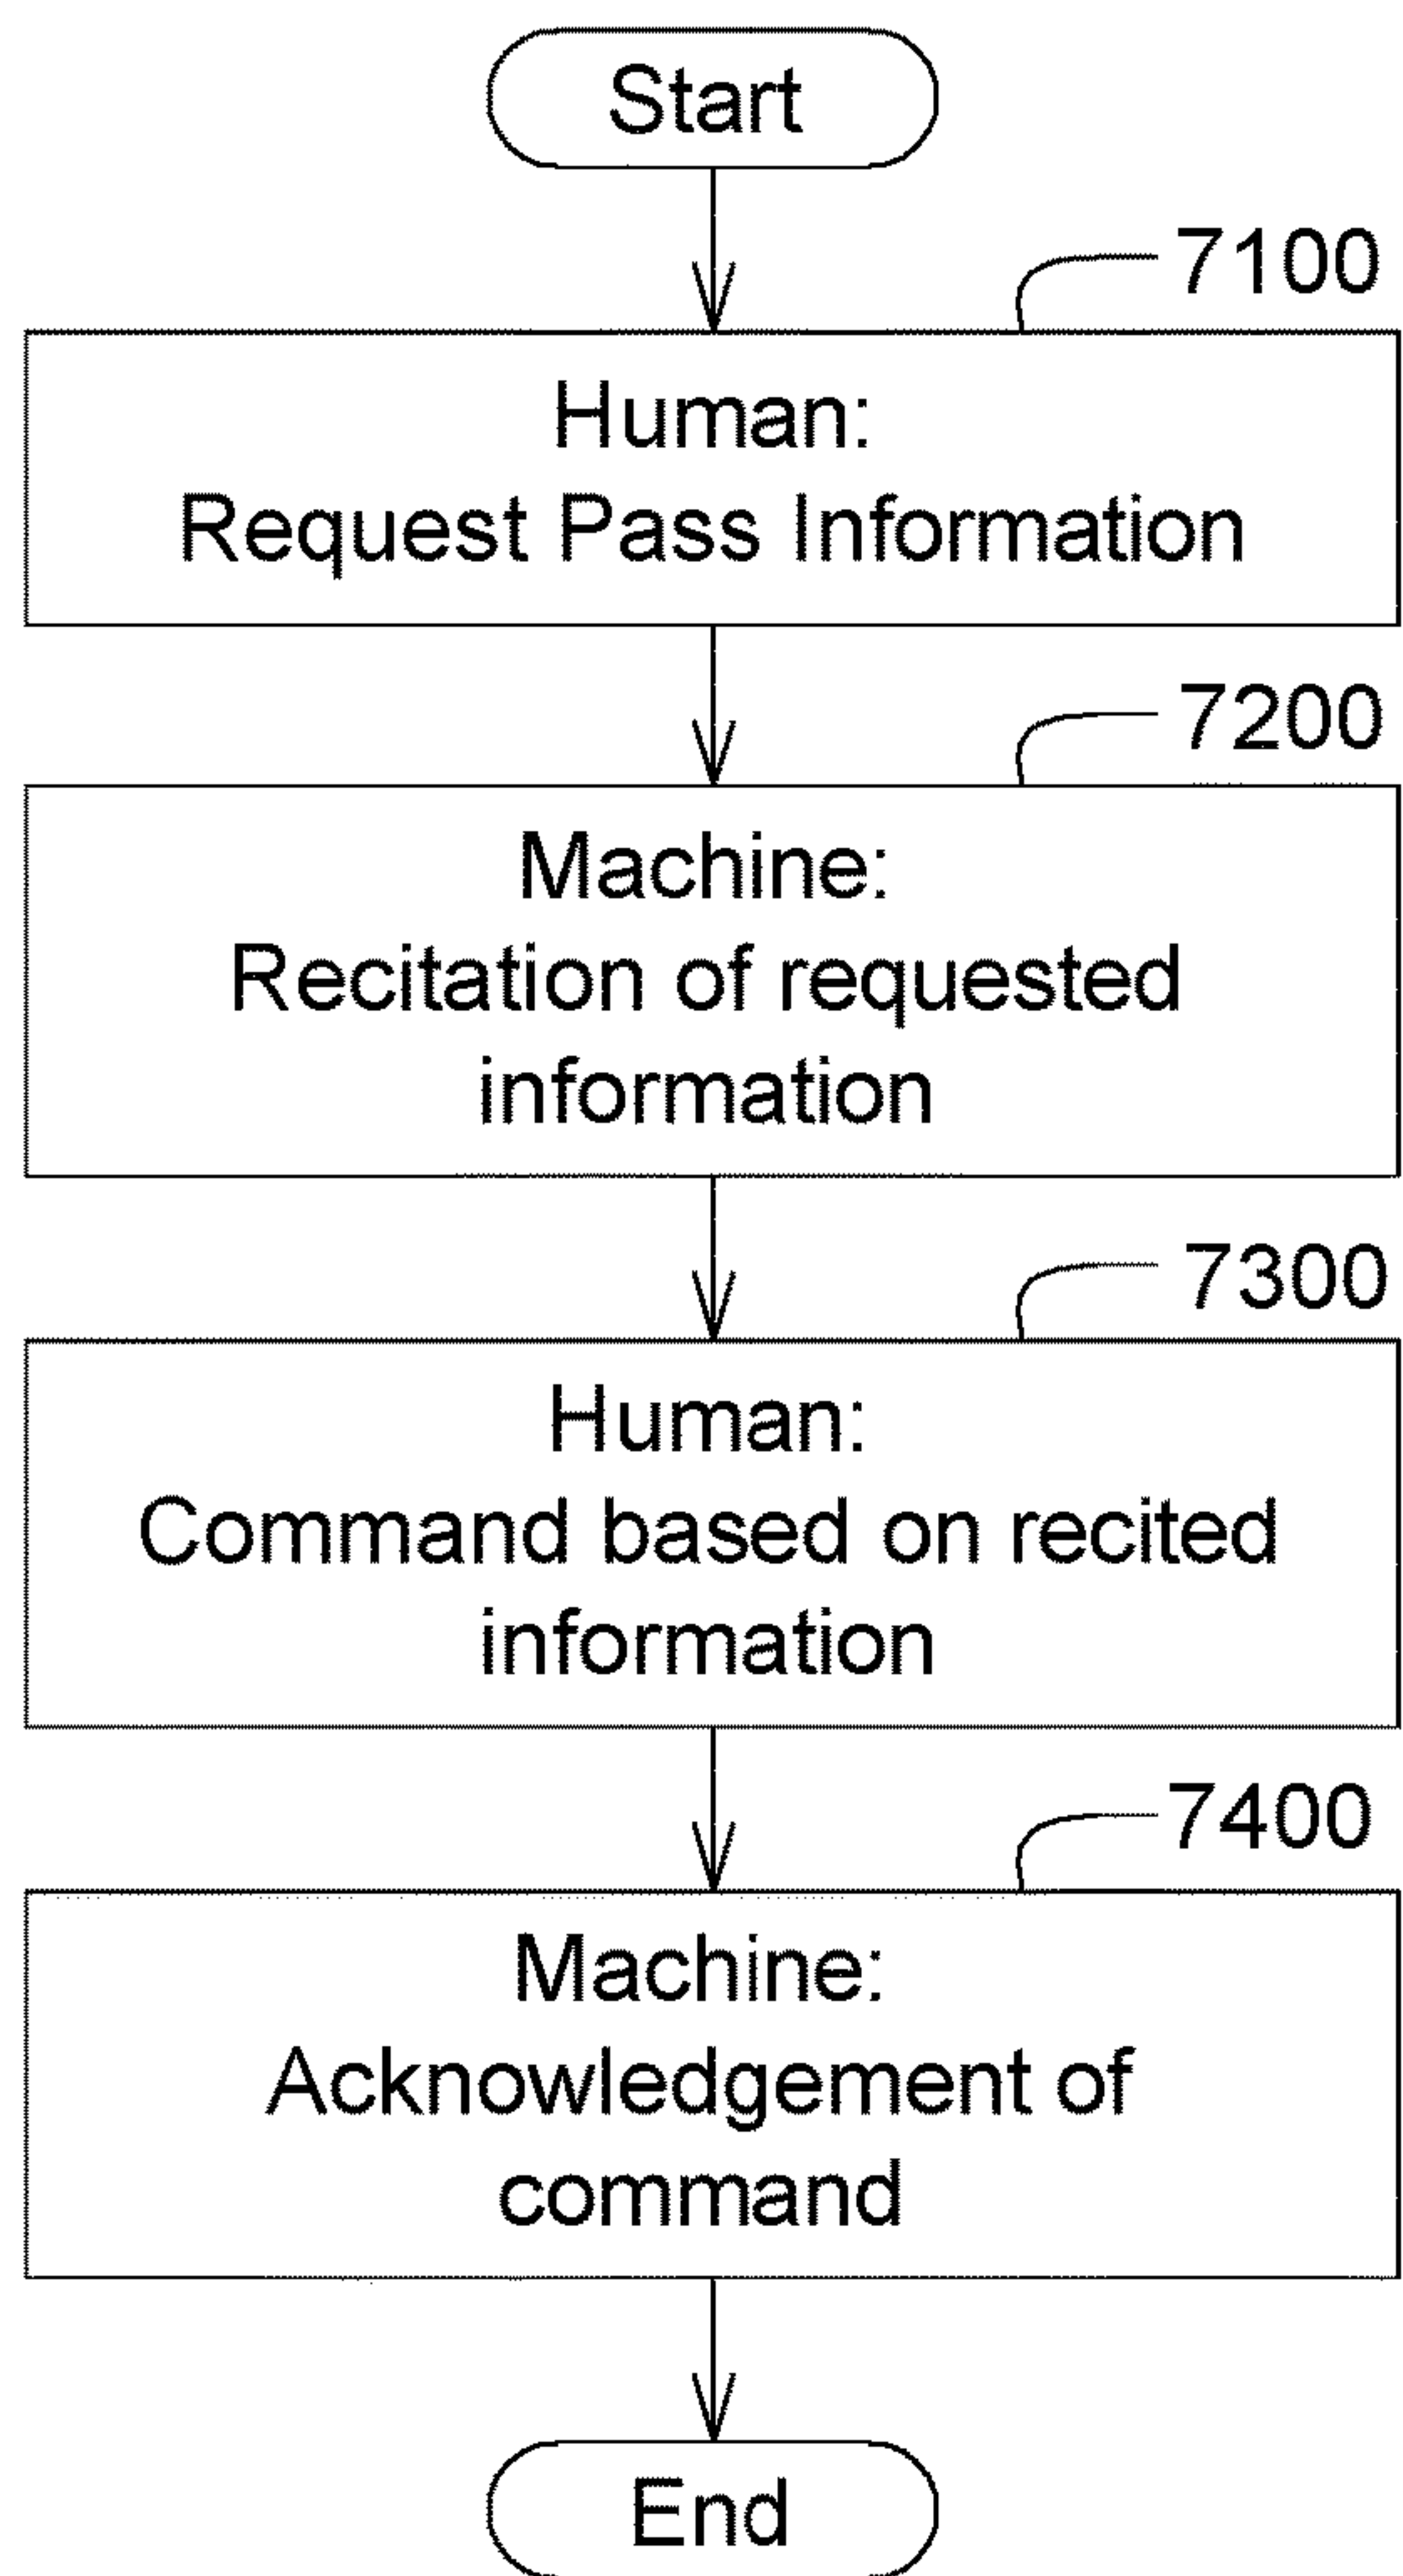 Start
7100
Human:
Request Pass Information
7200
Machine:
Recitation of requested
information
7300
Human:
Command based on recited
information
7400
Machine:
Acknowledgement of
command
End